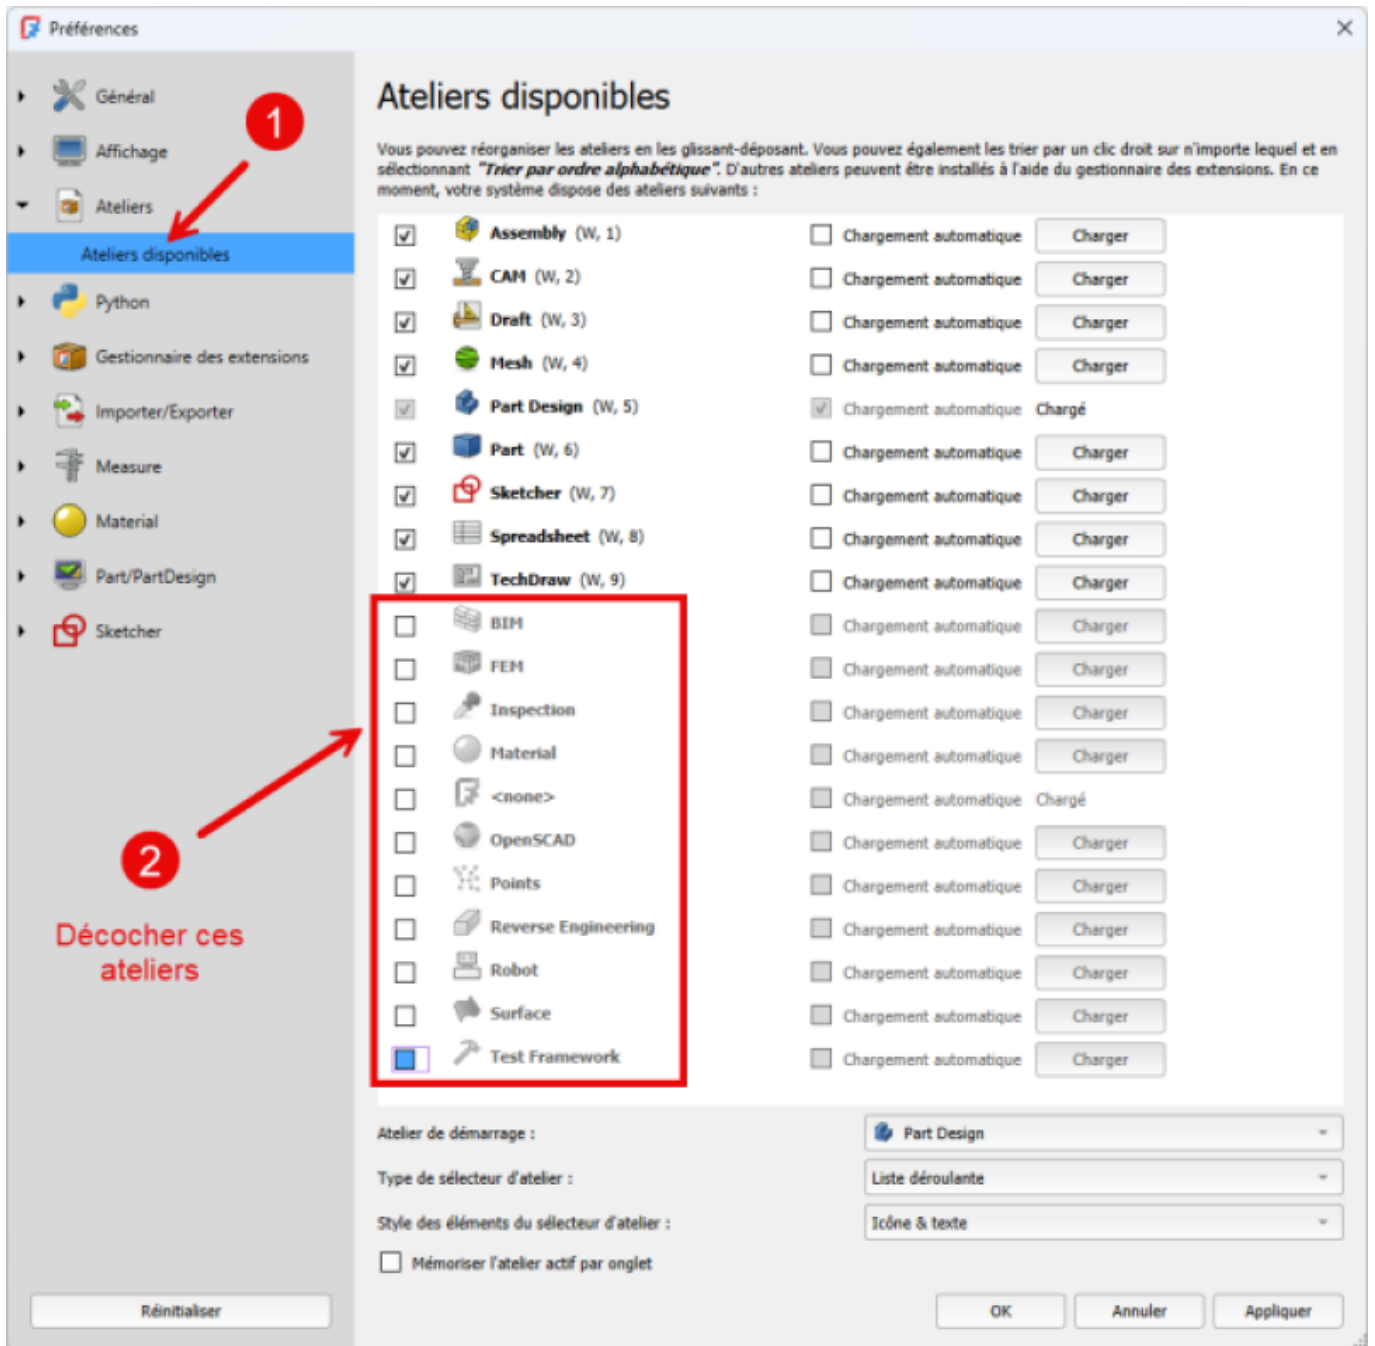 Préférences
Général
Affichage
Ateliers
Ateliers disponibles
Python
Gestionnaire des extensions
Importer/Exporter
Measure
Material
Part/PartDesign
Sketcher
1
2
Décocher ces
ateliers
Réinitialiser
Ateliers disponibles
Vous pouvez réorganiser les ateliers en les glissant-déposant. Vous pouvez également les trier par un clic droit sur n'importe lequel et en
sélectionnant "Trier par ordre alphabétique". D'autres ateliers peuvent être installés à l'aide du gestionnaire des extensions. En ce
moment, votre système dispose des ateliers suivants :
Assembly (W, 1) Chargement automatique Charger
CAM (W, 2) Chargement automatique Charger
Draft (W, 3) Chargement automatique Charger
Mesh (W, 4) Chargement automatique Charger
Part Design (W, 5) Chargement automatique Chargé
Part (W, 6) Chargement automatique Charger
Sketcher (W, 7) Chargement automatique Charger
Spreadsheet (W, 8) Chargement automatique Charger
TechDraw (W, 9) Chargement automatique Charger
BIM Chargement automatique Charger
FEM Chargement automatique Charger
Inspection Chargement automatique Charger
Material Chargement automatique Charger
<none> Chargement automatique Chargé
OpenSCAD Chargement automatique Charger
Points Chargement automatique Charger
Reverse Engineering Chargement automatique Charger
Robot Chargement automatique Charger
Surface Chargement automatique Charger
Test Framework Chargement automatique Charger
Atelier de démarrage : Part Design
Type de sélecteur d'atelier : Liste déroulante
Style des éléments du sélecteur d'atelier : Icône & texte
Mémoriser l'atelier actif par onglet
OK Annuler Appliquer